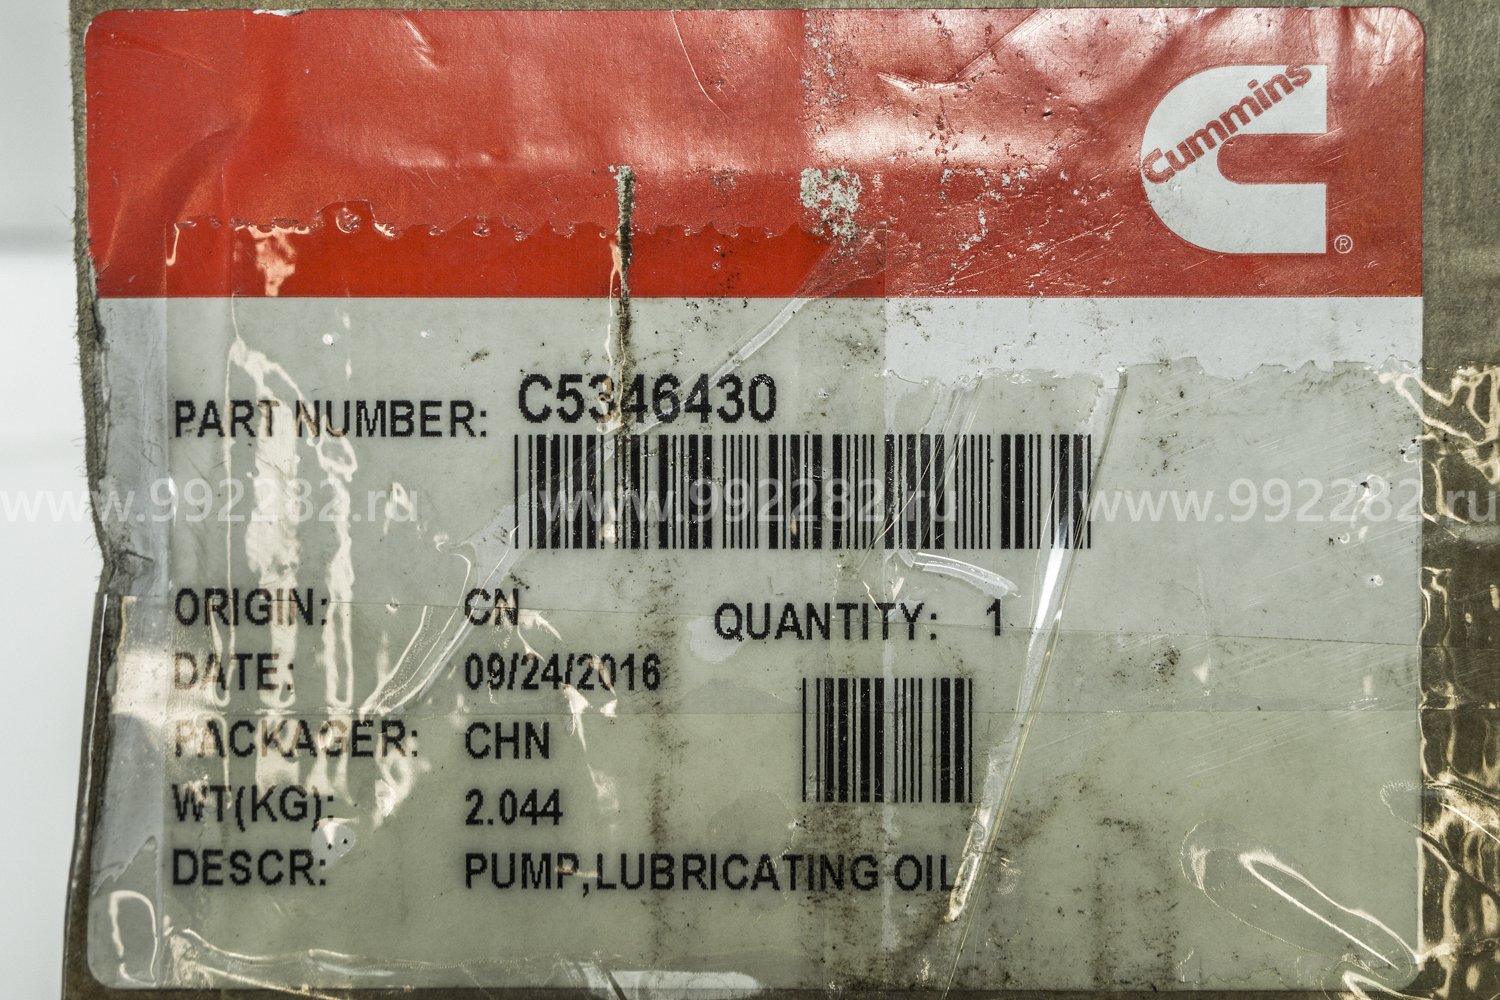 Cummins
®
PART NUMBER: C5346430
www.992282.ru www.992282.ru www.992282.ru
ORIGIN: CN QUANTITY: 1
DATE: 09/24/2016
PACKAGER: CHN
WT(KG): 2.044
DESCR: PUMP,LUBRICATING OIL